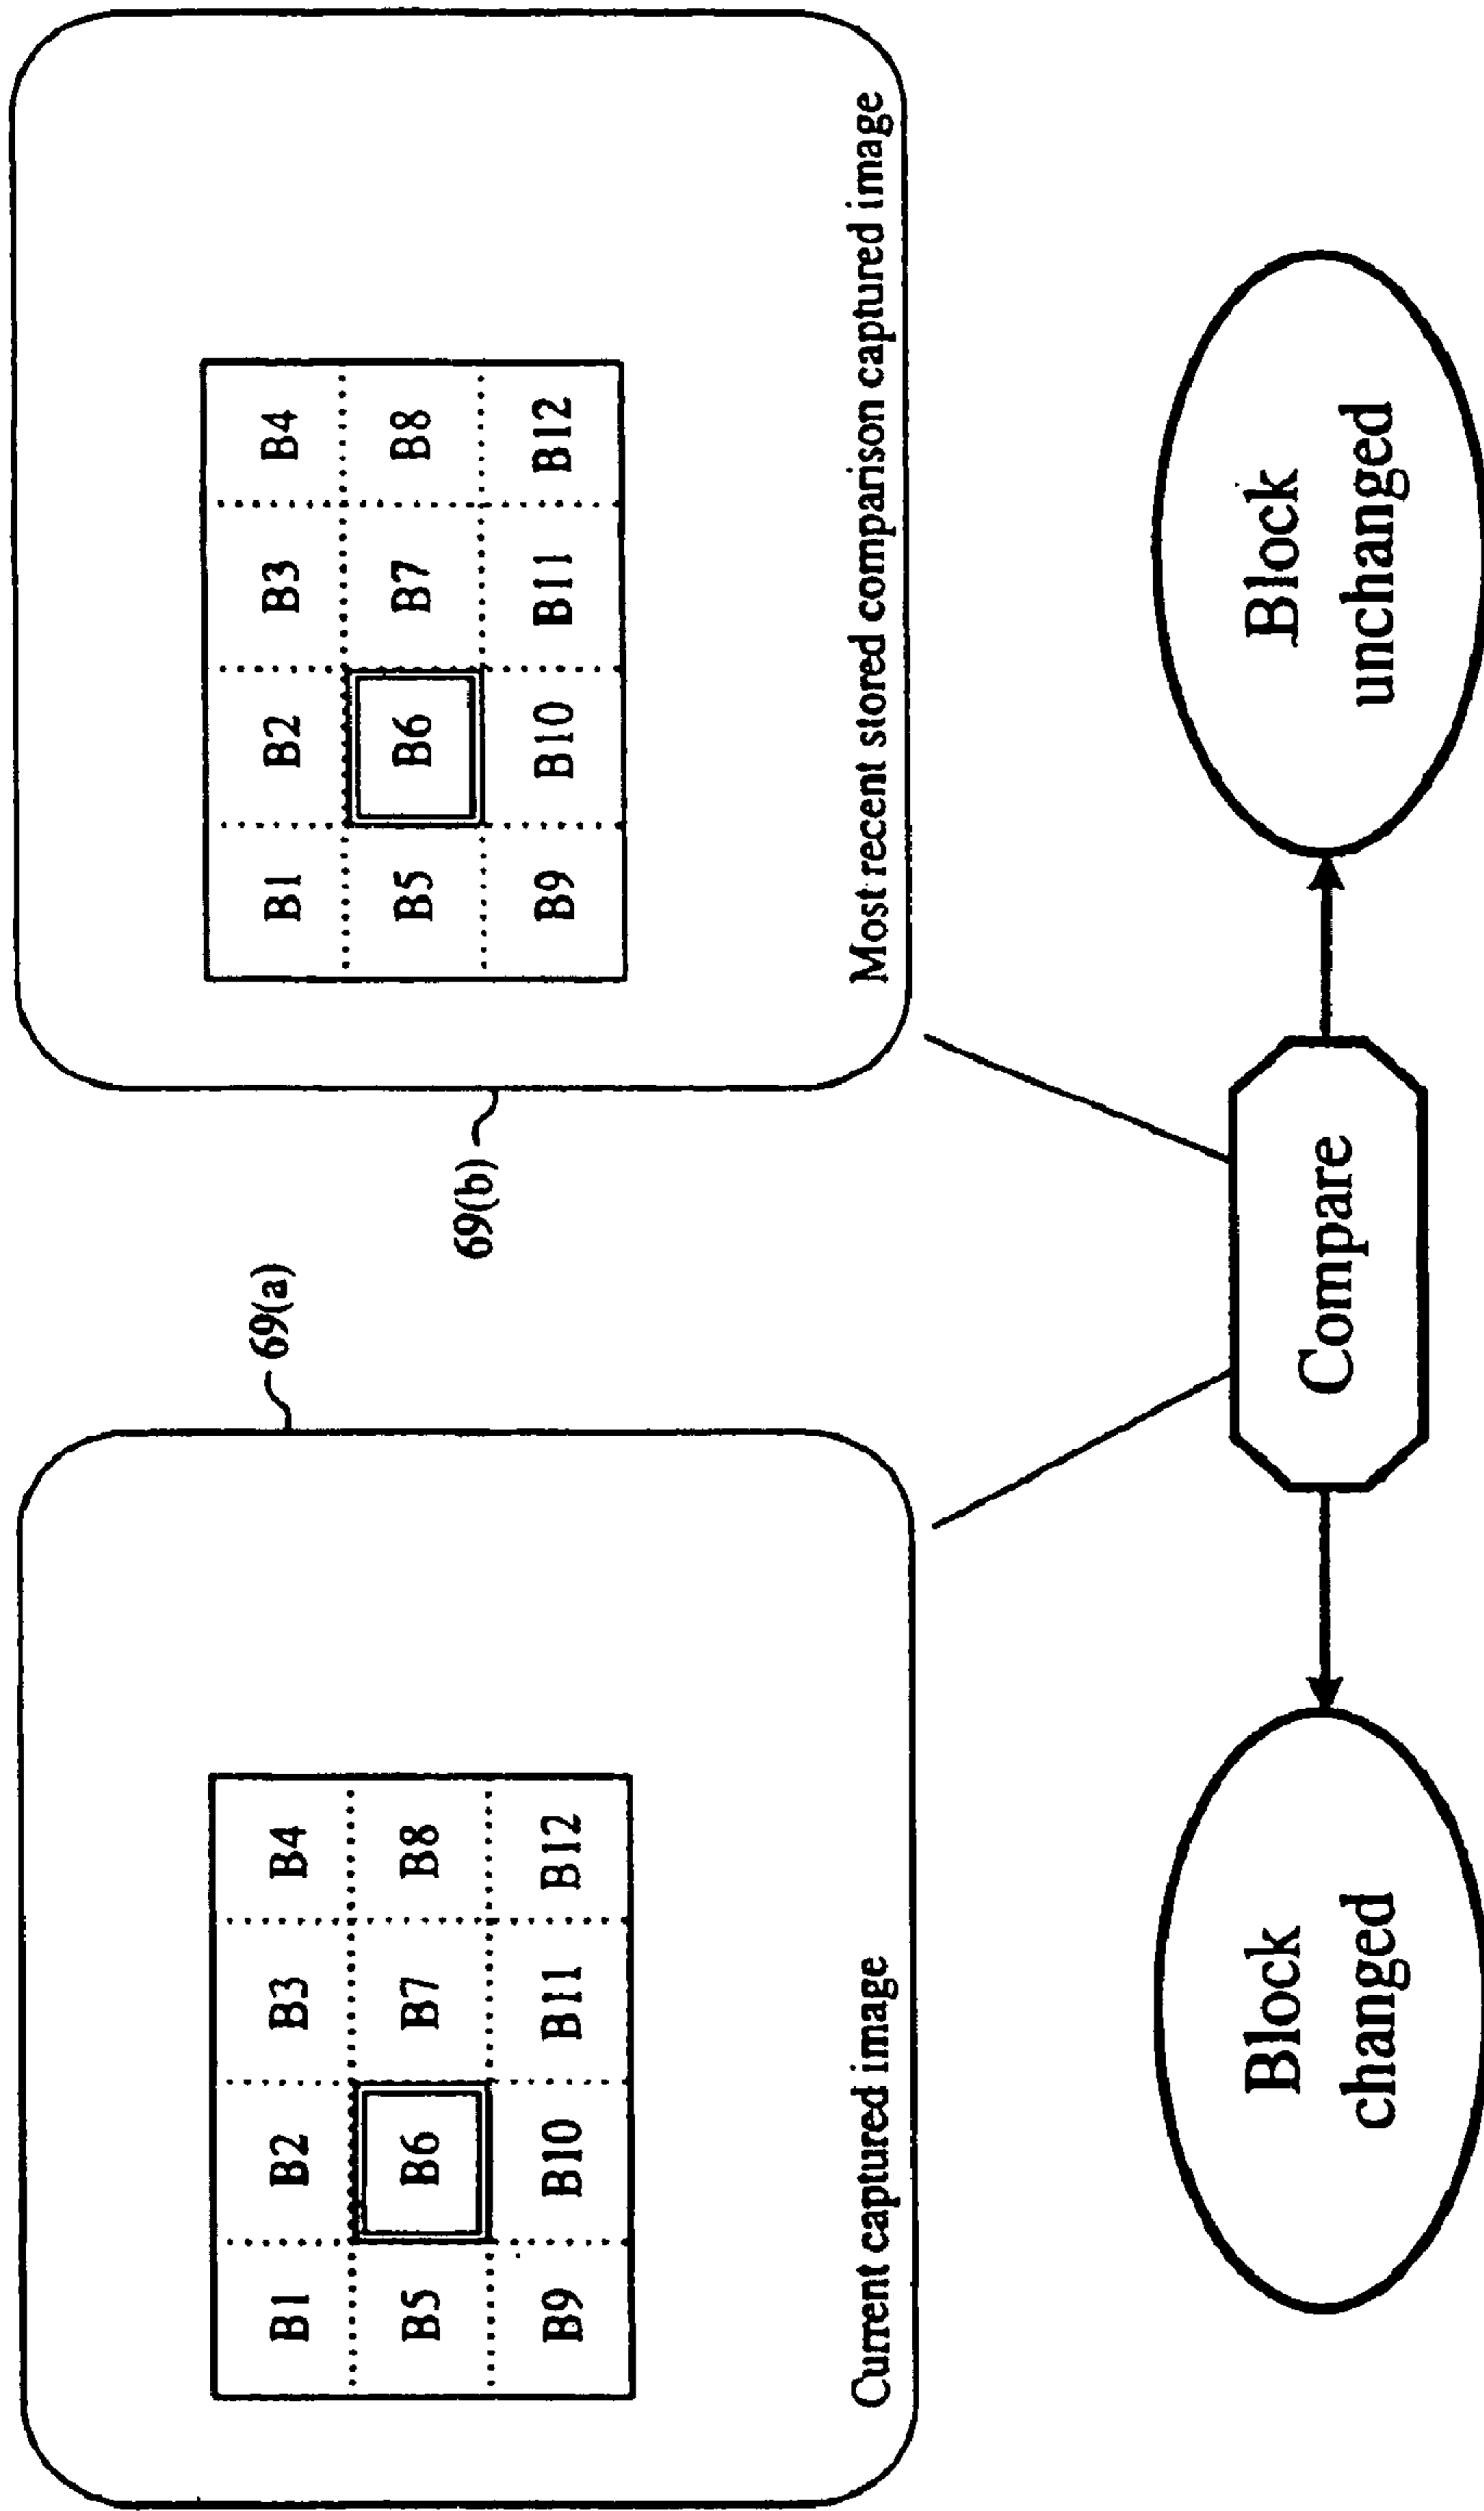 69(a)
B1 B2 B3 B4
B5 B6 B7 B8
B9 B10 B11 B12
Current captured image
69(b)
B1 B2 B3 B4
B5 B6 B7 B8
B9 B10 B11 B12
Most recent stored comparison captured image
Compare
Block
changed
Block
unchanged